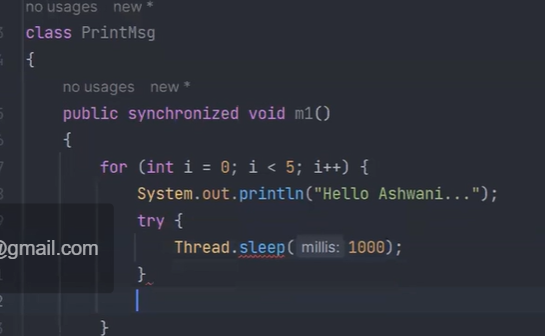 no usages new *
class PrintMsg
{
no usages new *
public synchronized void m1()
{
for (int i = 0; i < 5; i++) {
System.out.println("Hello Ashwani...");
try {
@gmail.com
Thread.sleep( millis: 1000);
}
}